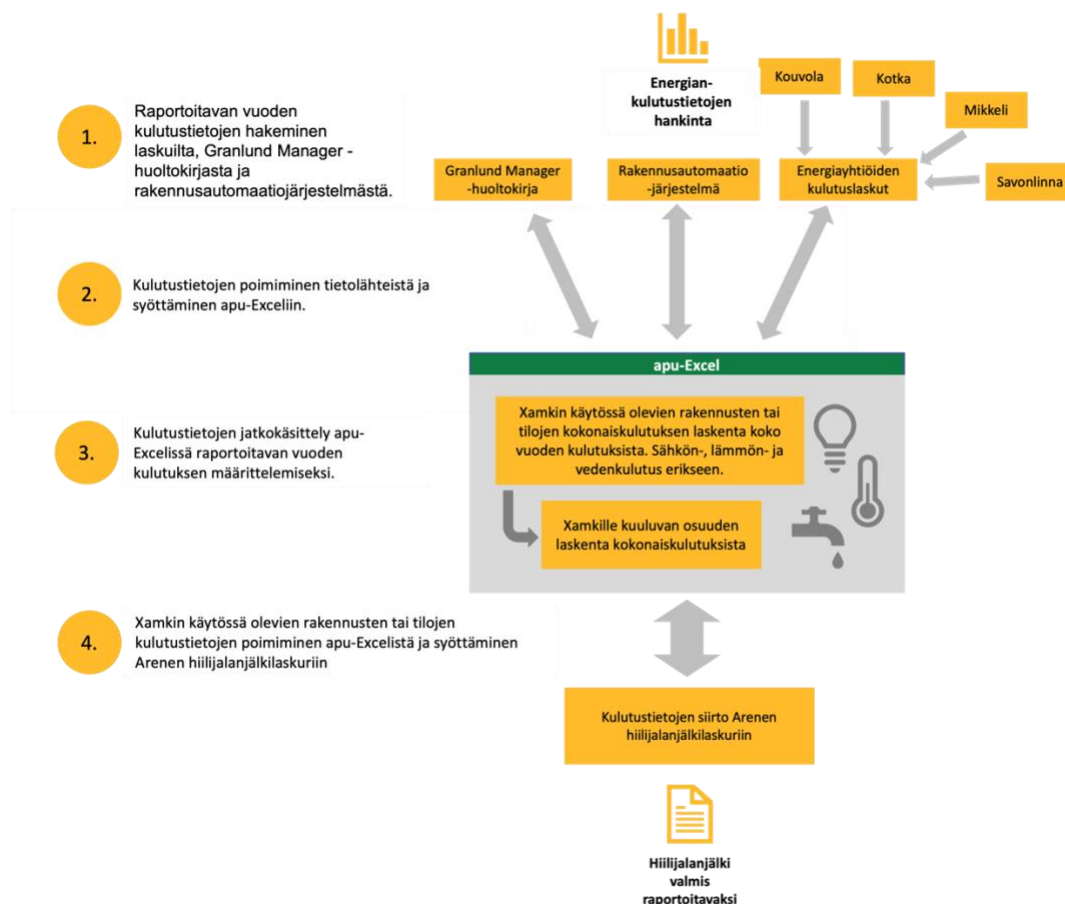 Energian-
kulutustietojen
hankinta
Kouvola
Kotka
Mikkeli
Savonlinna
1.
Raportoitavan vuoden
kulutustietojen hakeminen
laskuilta, Granlund Manager -
huoltokirjasta ja
rakennusautomaatiojärjestelmästä.
Granlund Manager
-huoltokirja
Rakennusautomaatio
-järjestelmä
Energiayhtiöiden
kulutuslaskut
2.
Kulutustietojen poimiminen tietolähteistä ja
syöttäminen apu-Exceliin.
apu-Excel
3.
Kulutustietojen jatkokäsittely apu-
Excelissä raportoitavan vuoden
kulutuksen määrittelemiseksi.
Xamkin käytössä olevien rakennusten tai
tilojen kokonaiskulutuksen laskenta koko
vuoden kulutuksista. Sähkön-, lämmön- ja
vedenkulutus erikseen.
Xamkille kuuluvan osuuden
laskenta kokonaiskulutuksista
4.
Xamkin käytössä olevien rakennusten tai tilojen
kulutustietojen poimiminen apu-Excelistä ja syöttäminen
Arenen hiilijalanjälkilaskuriin
Kulutustietojen siirto Arenen
hiilijalanjälkilaskuriin
Hiilijalanjälki
valmis
raportoitavaksi